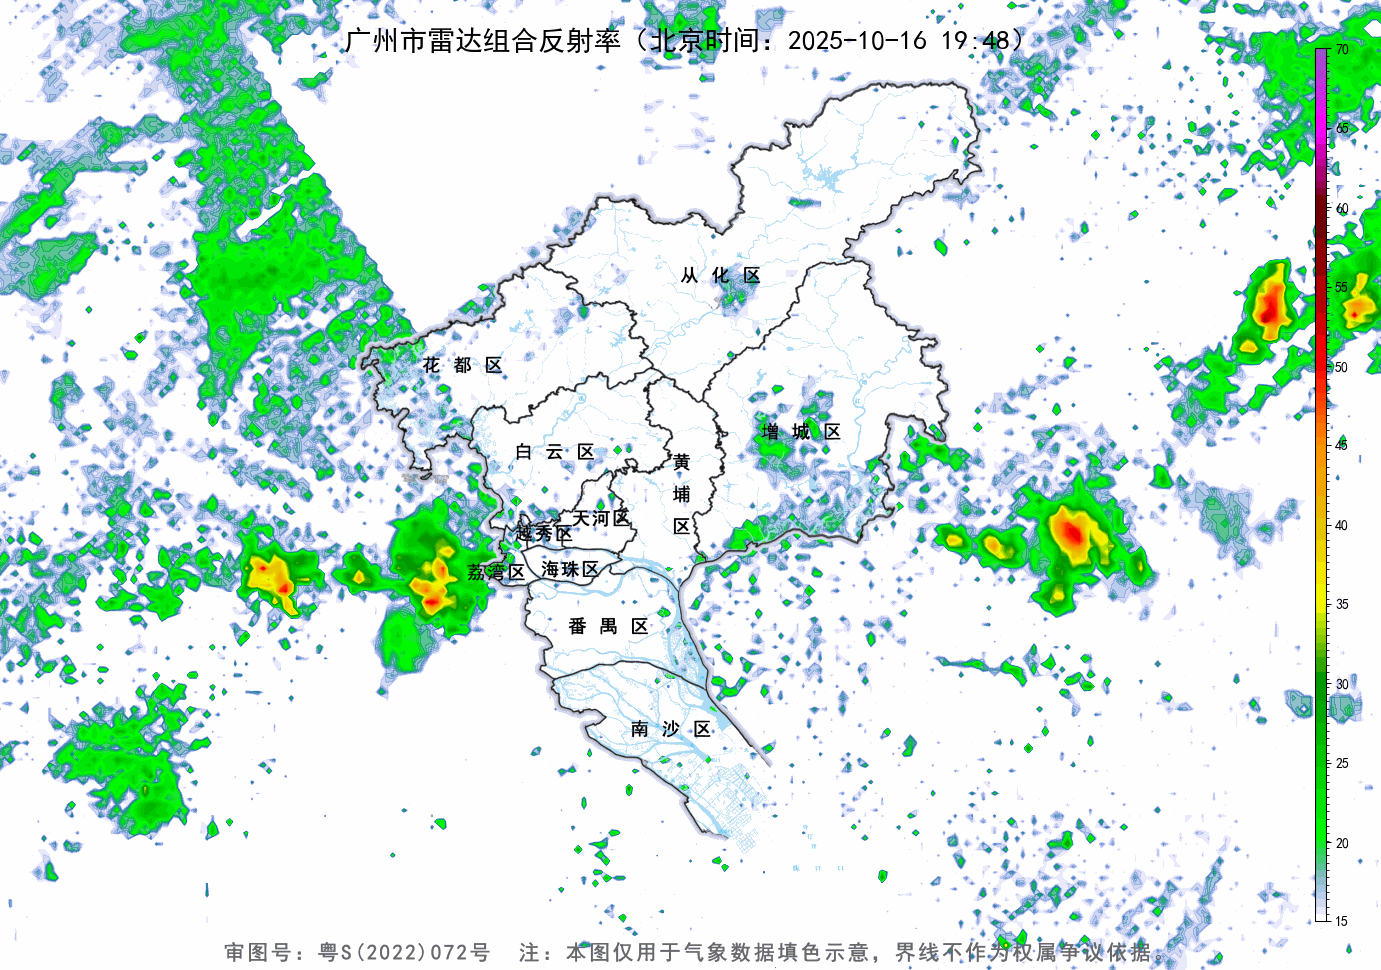 广州市雷达组合反射率（北京时间：2025-10-16 19:48）
70
65
60
55
50
45
40
35
30
25
20
15
从化区
花都区
增城区
白云区
黄埔区
天河区
越秀区
荔湾区
海珠区
番禺区
南沙区
审图号：粤S(2022)072号 注：本图仅用于气象数据填色示意，界线不作为权属争议依据。